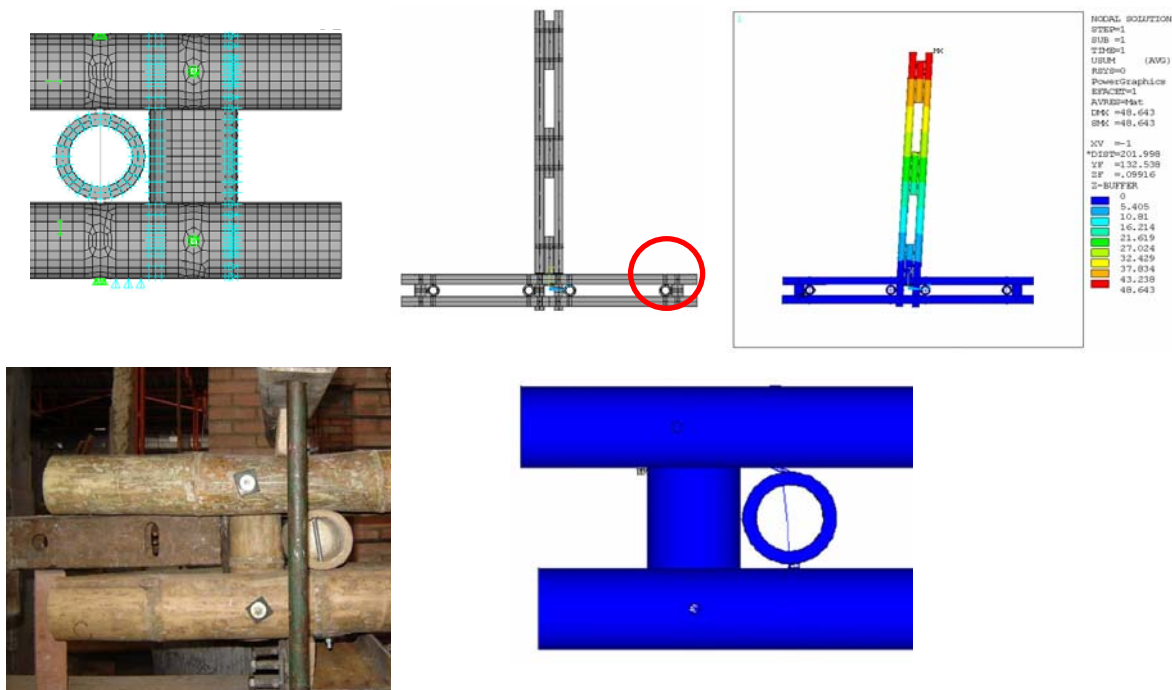 1
NODAL SOLUTION
STEP=1
SUB =1
TIME=1
USUM (AVG)
RSYS=0
PowerGraphics
EFACET=1
AVRES=Mat
DMX =48.643
SMX =48.643
XV =-1
*DIST=201.998
YF =132.538
ZF =.09916
Z-BUFFER
0
5.405
10.81
16.214
21.619
27.024
32.429
37.834
43.238
48.643
MX